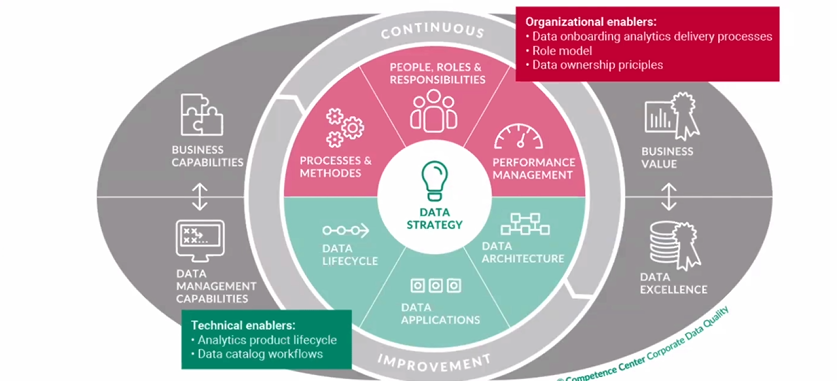 CONTINUOUS
Organizational enablers:
• Data onboarding analytics delivery processes
• Role model
• Data ownership priciples
PEOPLE, ROLES &
RESPONSIBILITIES
BUSINESS
CAPABILITIES
PROCESSES &
METHODES
PERFORMANCE
MANAGEMENT
BUSINESS
VALUE
DATA
STRATEGY
DATA
LIFECYCLE
DATA
ARCHITECTURE
DATA
MANAGEMENT
CAPABILITIES
DATA
APPLICATIONS
DATA
EXCELLENCE
Technical enablers:
• Analytics product lifecycle
• Data catalog workflows
IMPROVEMENT
Competence Center Corporate Data Quality